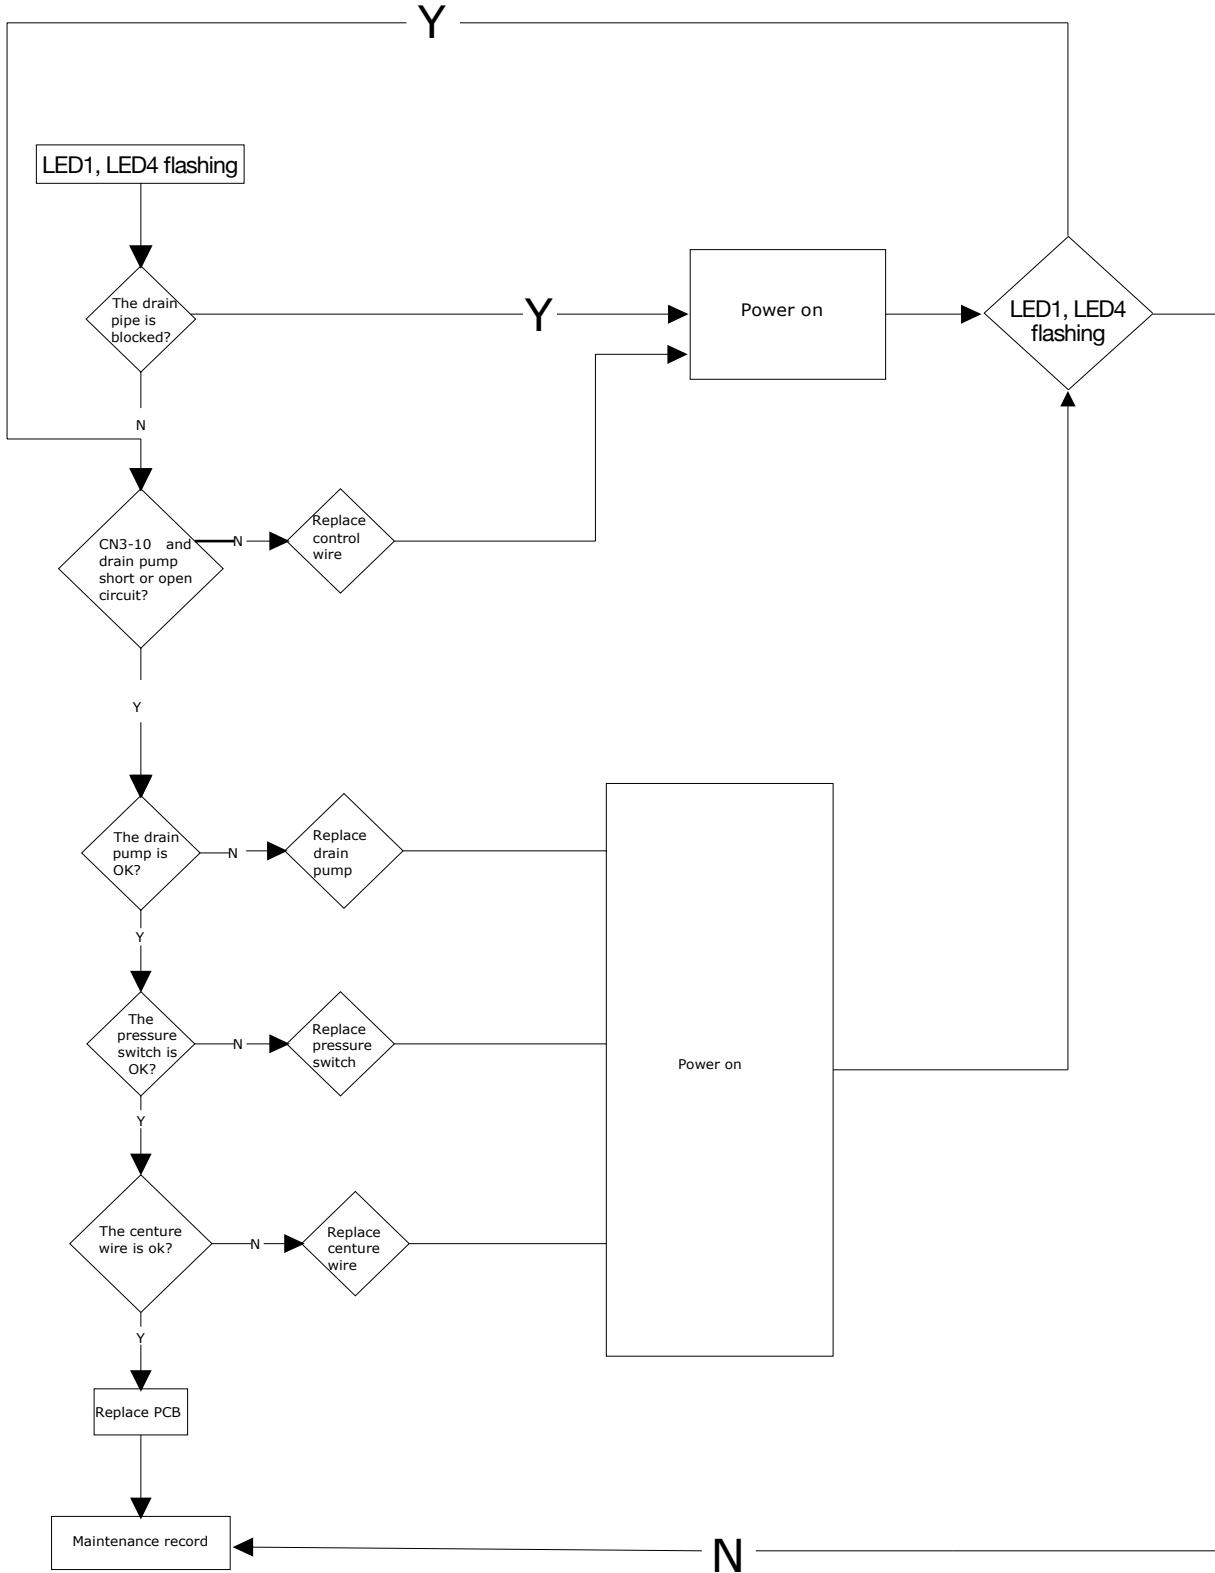 Y
LED1, LED4 flashing
The drain
pipe is
blocked?
Y
Power on
LED1, LED4
flashing
N
CN3-10 and
drain pump
short or open
circuit?
N
Replace
control
wire
Y
The drain
pump is
OK?
N
Replace
drain
pump
Y
The
pressure
switch is
OK?
N
Replace
pressure
switch
Power on
Y
The centure
wire is ok?
N
Replace
centure
wire
Y
Replace PCB
Maintenance record
N